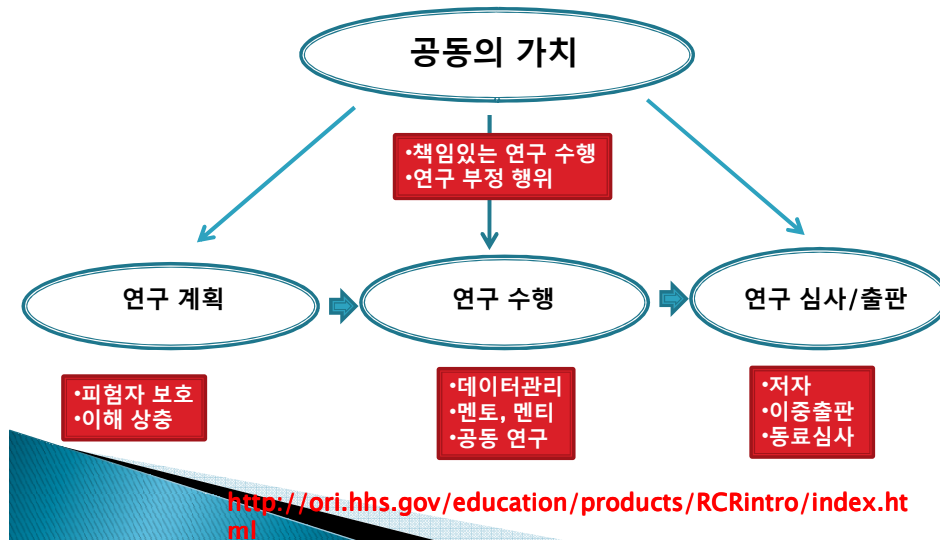 공동의 가치
•책임있는 연구 수행
•연구 부정 행위
연구 계획
연구 수행
연구 심사/출판
•피험자 보호
•이해 상충
•데이터관리
•멘토, 멘티
•공동 연구
•저자
•이중출판
•동료심사
http://ori.hhs.gov/education/products/RCRintro/index.ht
ml